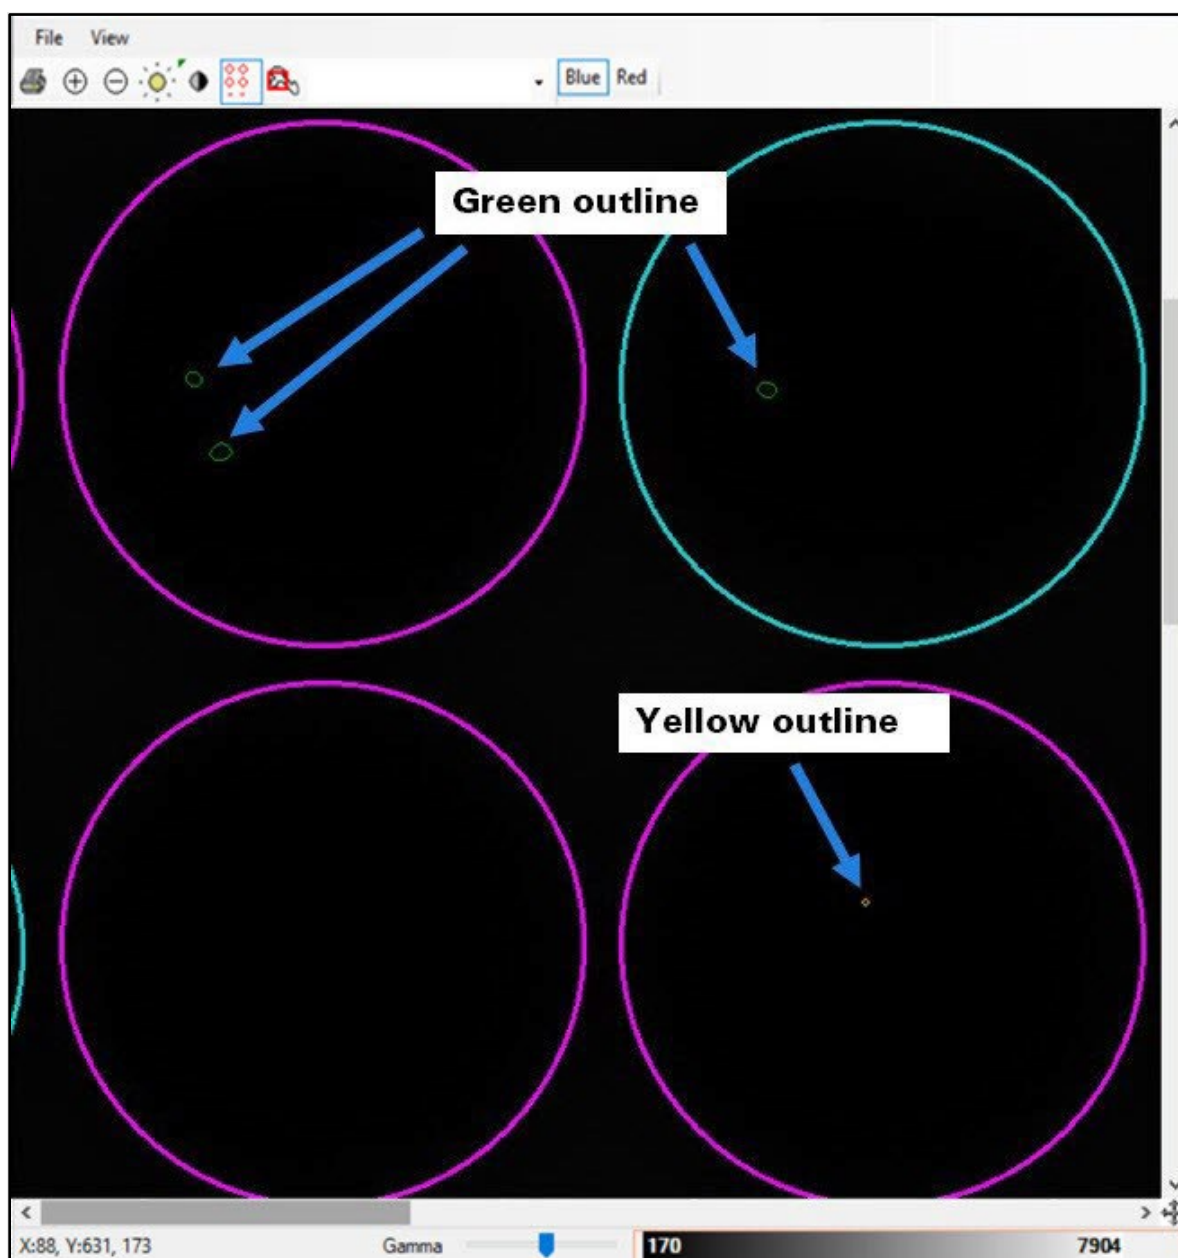 File View
Blue Red
Green outline
Yellow outline
X:88, Y:631, 173 Gamma 170 7904